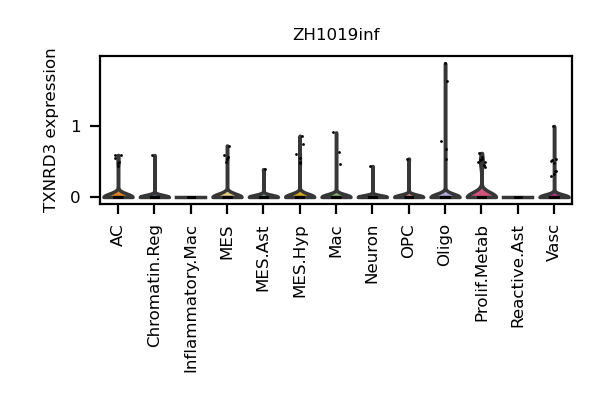 ZH1019inf
TXNRD3 expression
1
0
AC
Chromatin.Reg
Inflammatory.Mac
MES
MES.Ast
MES.Hyp
Mac
Neuron
OPC
Oligo
Prolif.Metab
Reactive.Ast
Vasc